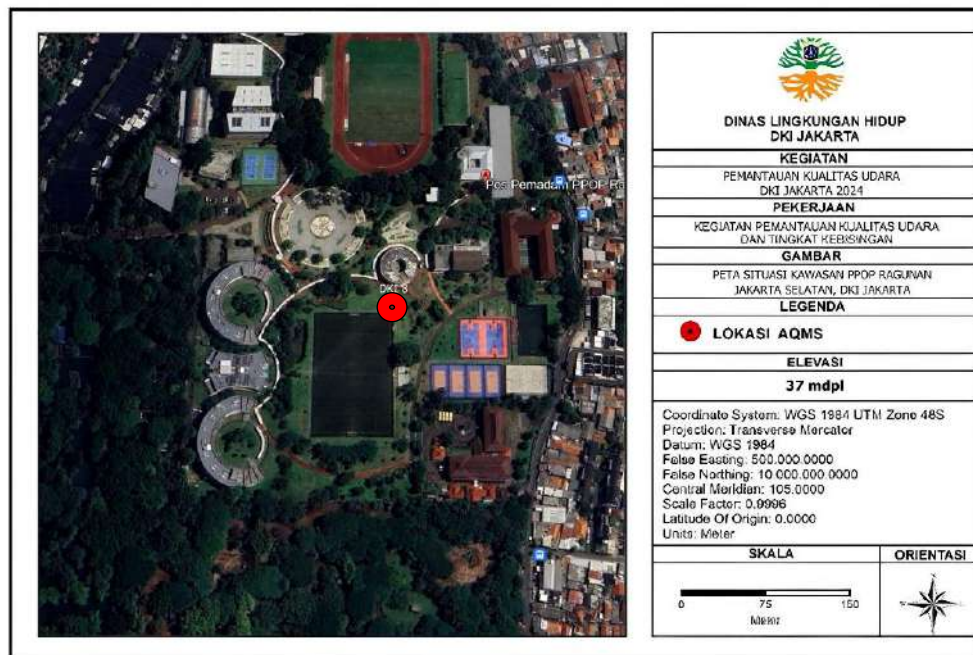 Pos Pemadam PPOP Ra
DKI 8
DINAS LINGKUNGAN HIDUP
DKI JAKARTA
KEGIATAN
PEMANTAUAN KUALITAS UDARA
DKI JAKARTA 2024
PEKERJAAN
KEGIATAN PEMANTAUAN KUALITAS UDARA
DAN TINGKAT KEBISINGAN
GAMBAR
PETA SITUASI KAWASAN PPOP RAGUNAN
JAKARTA SELATAN, DKI JAKARTA
LEGENDA
LOKASI AQMS
ELEVASI
37 mdpl
Coordinate System: WGS 1984 UTM Zone 48S
Projection: Transverse Mercator
Datum: WGS 1984
False Easting: 500.000.0000
False Northing: 10.000.000.0000
Central Meridian: 105.0000
Scale Factor: 0.9996
Latitude Of Origin: 0.0000
Units: Meter
SKALA
ORIENTASI
0 75 150
Meter